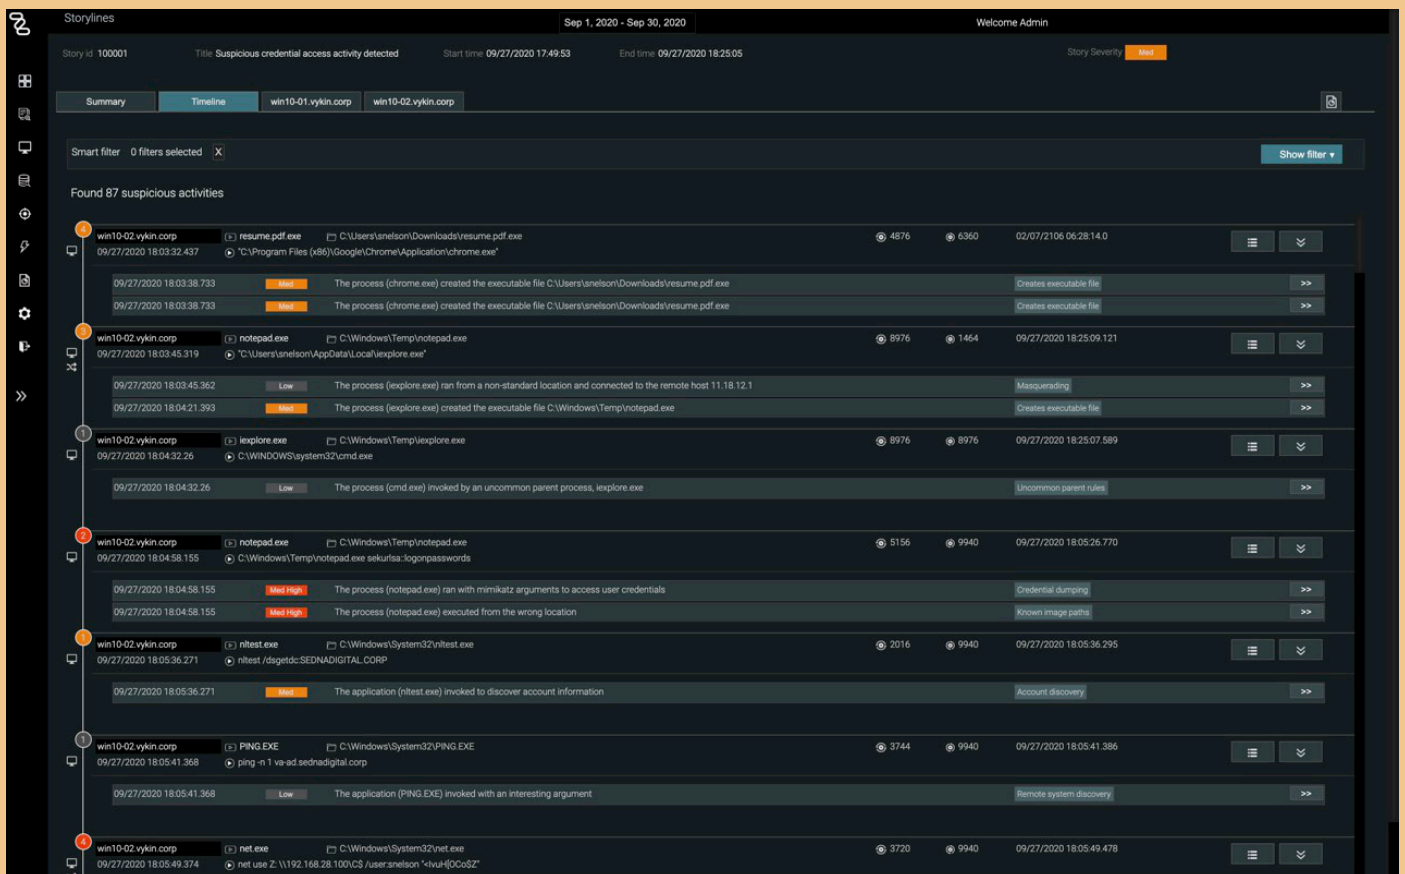 Storylines
Sep 1, 2020 - Sep 30, 2020
Welcome Admin
Story id 100001 Title Suspicious credential access activity detected Start time 09/27/2020 17:49:53 End time 09/27/2020 18:25:05 Story Severity Med
Summary Timeline win10-01.vykin.corp win10-02.vykin.corp
Smart filter 0 filters selected X Show filter
Found 87 suspicious activities
4
win10-02.vykin.corp resume.pdf.exe C:\Users\snelson\Downloads\resume.pdf.exe 4876 6360 02/07/2106 06:28:14.0
09/27/2020 18:03:32.437 "C:\Program Files (x86)\Google\Chrome\Application\chrome.exe"
09/27/2020 18:03:38.733 Med The process (chrome.exe) created the executable file C:\Users\snelson\Downloads\resume.pdf.exe Creates executable file >>
09/27/2020 18:03:38.733 Med The process (chrome.exe) created the executable file C:\Users\snelson\Downloads\resume.pdf.exe Creates executable file >>
3
win10-02.vykin.corp notepad.exe C:\Windows\Temp\notepad.exe 8976 1464 09/27/2020 18:25:09.121
09/27/2020 18:03:45.319 "C:\Users\snelson\AppData\Local\iexplore.exe"
09/27/2020 18:03:45.362 Low The process (iexplore.exe) ran from a non-standard location and connected to the remote host 11.18.12.1 Masquerading >>
09/27/2020 18:04:21.393 Med The process (iexplore.exe) created the executable file C:\Windows\Temp\notepad.exe Creates executable file >>
1
win10-02.vykin.corp iexplore.exe C:\Windows\Temp\iexplore.exe 8976 8976 09/27/2020 18:25:07.589
09/27/2020 18:04:32.26 C:\WINDOWS\system32\cmd.exe
09/27/2020 18:04:32.26 Low The process (cmd.exe) invoked by an uncommon parent process, iexplore.exe Uncommon parent rules >>
2
win10-02.vykin.corp notepad.exe C:\Windows\Temp\notepad.exe 5156 9940 09/27/2020 18:05:26.770
09/27/2020 18:04:58.155 C:\Windows\Temp\notepad.exe sekurlsa::logonpasswords
09/27/2020 18:04:58.155 Med High The process (notepad.exe) ran with mimikatz arguments to access user credentials Credential dumping >>
09/27/2020 18:04:58.155 Med High The process (notepad.exe) executed from the wrong location Known image paths >>
1
win10-02.vykin.corp nltest.exe C:\Windows\System32\nltest.exe 2016 9940 09/27/2020 18:05:36.295
09/27/2020 18:05:36.271 nltest /dsgetdc:SEDNADIGITAL.CORP
09/27/2020 18:05:36.271 Med The application (nltest.exe) invoked to discover account information Account discovery >>
1
win10-02.vykin.corp PING.EXE C:\Windows\System32\PING.EXE 3744 9940 09/27/2020 18:05:41.386
09/27/2020 18:05:41.368 ping -n 1 va-ad.sednadigital.corp
09/27/2020 18:05:41.368 Low The application (PING.EXE) invoked with an interesting argument Remote system discovery >>
4
win10-02.vykin.corp net.exe C:\Windows\System32\net.exe 3720 9940 09/27/2020 18:05:49.478
09/27/2020 18:05:49.374 net use Z: \\192.168.28.100\C$ /user:snelson "<IvuH[OCo$Z"